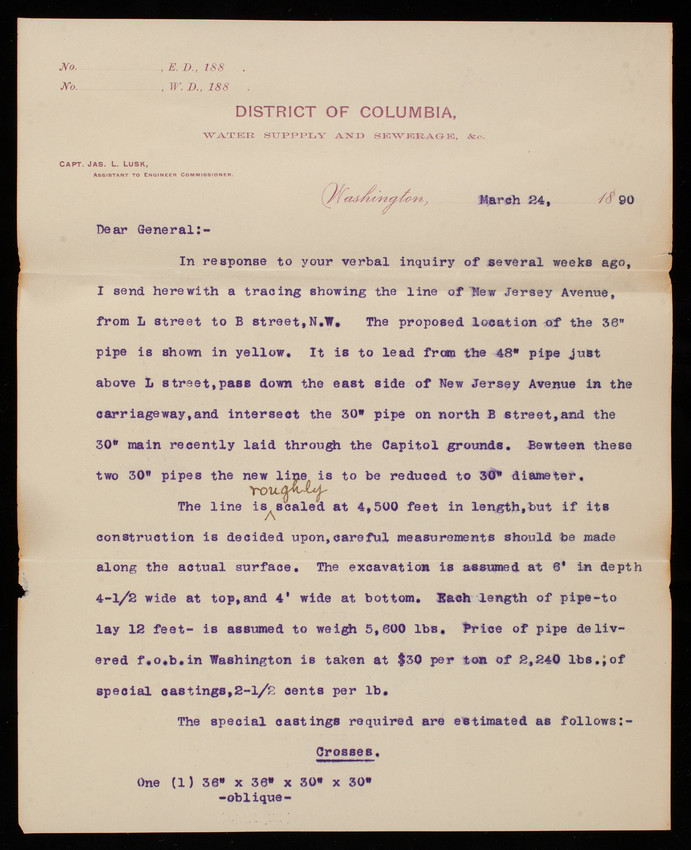 No. , E. D., 188 .
No. , W. D., 188 .
DISTRICT OF COLUMBIA,
WATER SUPPPLY AND SEWERAGE, &c.
CAPT. JAS. L. LUSK,
ASSISTANT TO ENGINEER COMMISSIONER.
Washington, March 24, 1890
Dear General:-
In response to your verbal inquiry of several weeks ago,
I send herewith a tracing showing the line of New Jersey Avenue,
from L street to B street,N.W. The proposed location of the 36"
pipe is shown in yellow. It is to lead from the 48" pipe just
above L street,pass down the east side of New Jersey Avenue in the
carriageway,and intersect the 30" pipe on north B street,and the
30" main recently laid through the Capitol grounds. Bewteen these
two 30" pipes the new line is to be reduced to 30" diameter.
roughly
The line is ^ scaled at 4,500 feet in length,but if its
construction is decided upon,careful measurements should be made
along the actual surface. The excavation is assumed at 6' in depth
4-1/2 wide at top,and 4' wide at bottom. Each length of pipe-to
lay 12 feet- is assumed to weigh 5,600 lbs. Price of pipe deliv-
ered f.o.b.in Washington is taken at $30 per ton of 2,240 lbs.;of
special castings,2-1/2 cents per lb.
The special castings required are estimated as follows:-
Crosses.
One (1) 36" x 36" x 30" x 30"
-oblique-